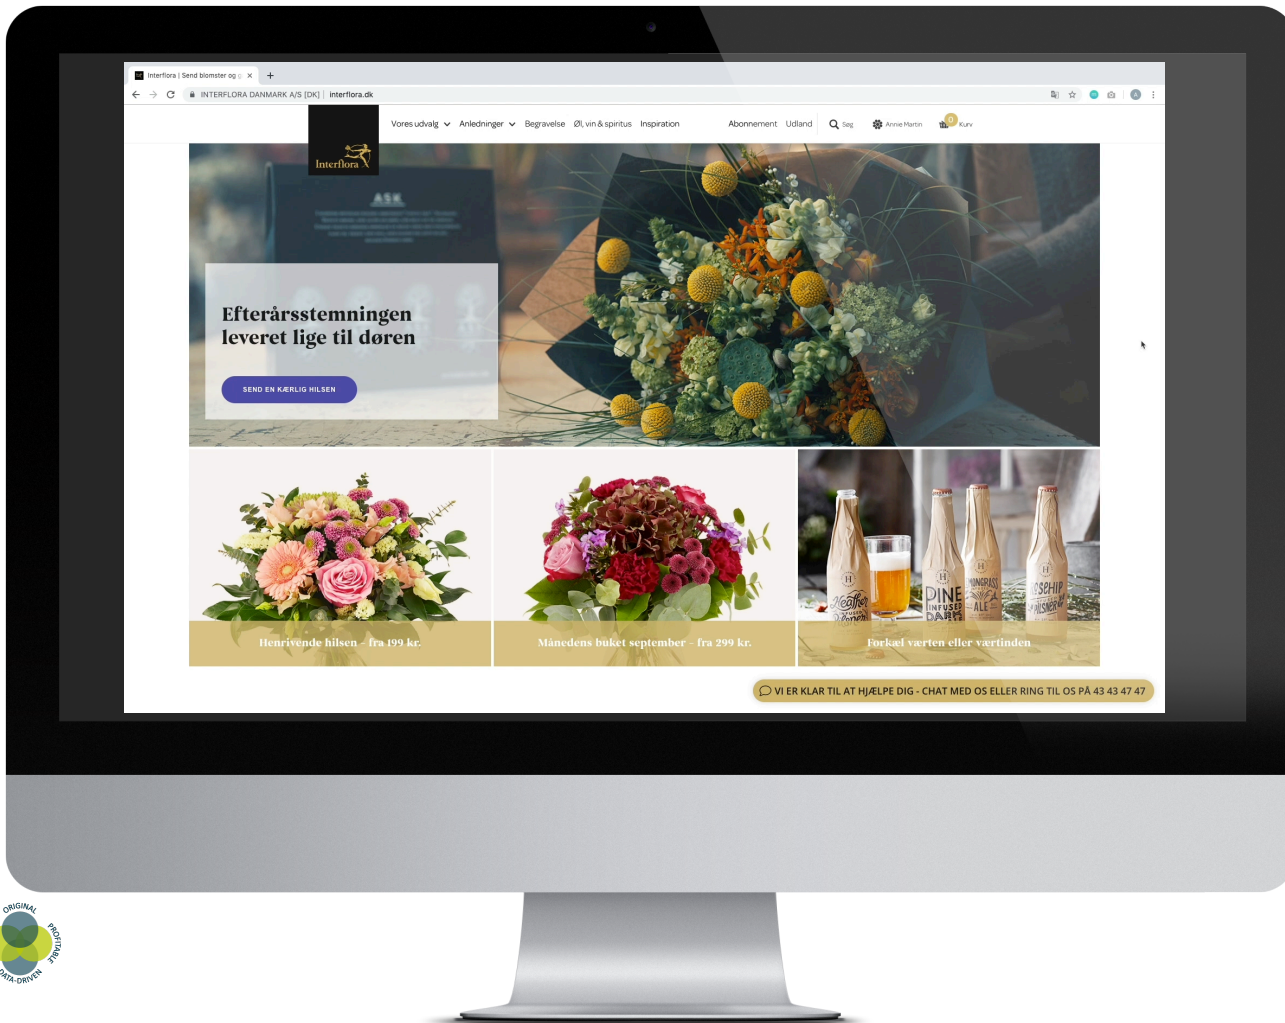 Interflora | Send blomster og g
INTERFLORA DANMARK A/S [DK] | interflora.dk
Interflora
Vores udvalg Anledninger Begravelse Øl, vin & spiritus Inspiration Abonnement Udland Søg Annie Martin 0 Kurv
ASK
Efterårsstemningen
leveret lige til døren
SEND EN KÆRLIG HILSEN
H H H H
Heather
PINE
INFUSED
ALE
PILSNER
Henrivende hilsen – fra 199 kr.
Månedens buket september – fra 299 kr.
Forkæl værten eller værtinden
VI ER KLAR TIL AT HJÆLPE DIG - CHAT MED OS ELLER RING TIL OS PÅ 43 43 47 47
ORIGINAL
PROFITABLE
DATA-DRIVEN